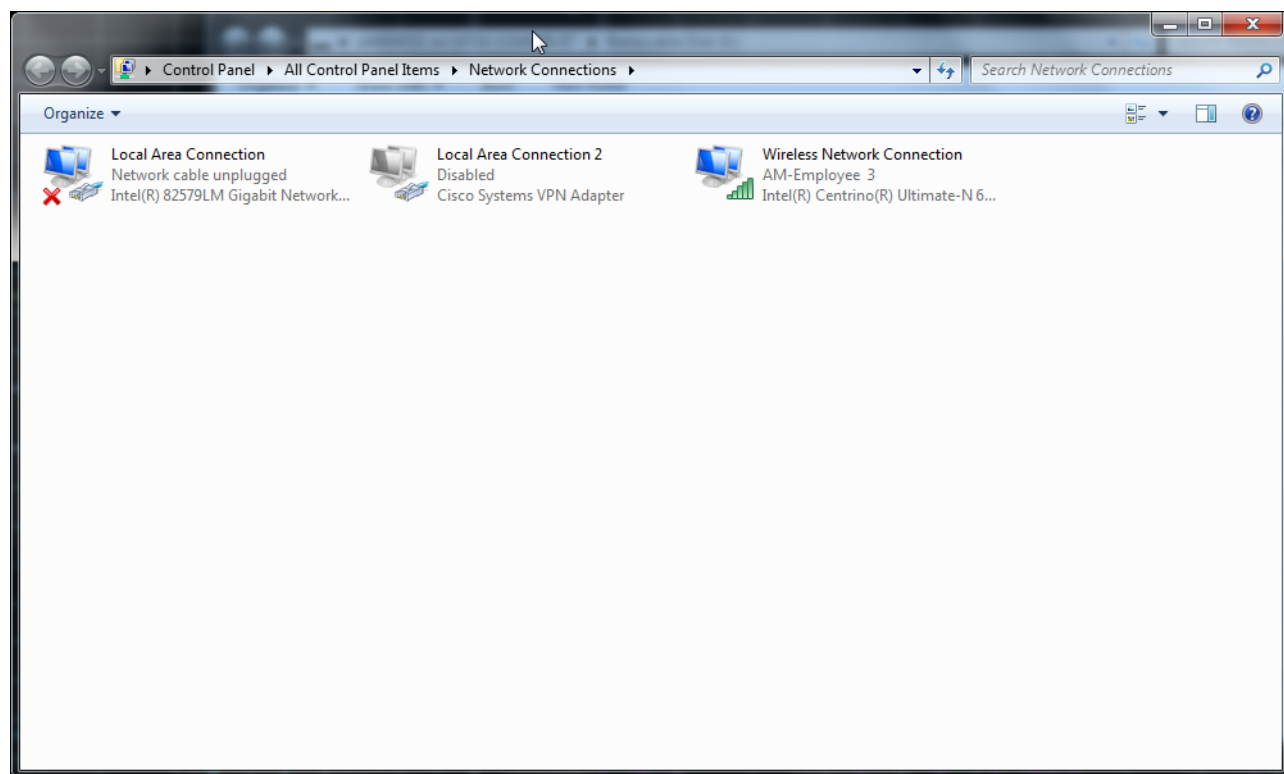 Control Panel ▸ All Control Panel Items ▸ Network Connections ▸
Search Network Connections
Organize
Local Area Connection
Network cable unplugged
Intel(R) 82579LM Gigabit Network...
Local Area Connection 2
Disabled
Cisco Systems VPN Adapter
Wireless Network Connection
AM-Employee 3
Intel(R) Centrino(R) Ultimate-N 6...